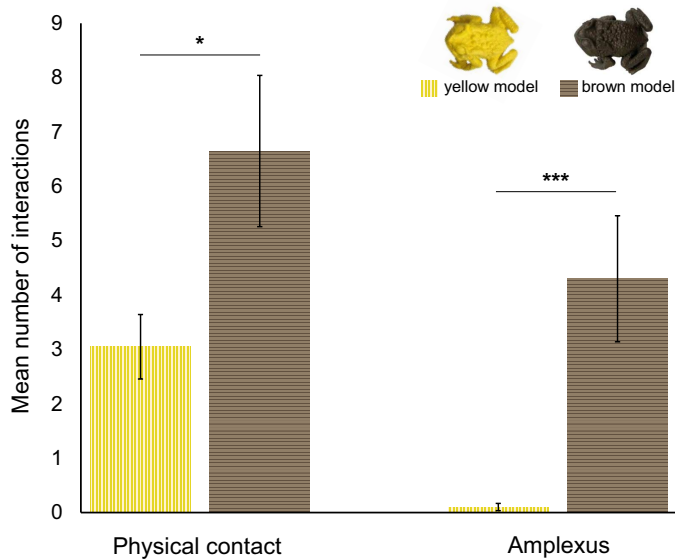 Mean number of interactions
9
8
7
6
5
4
3
2
1
0
*
***
yellow model
brown model
Physical contact
Amplexus